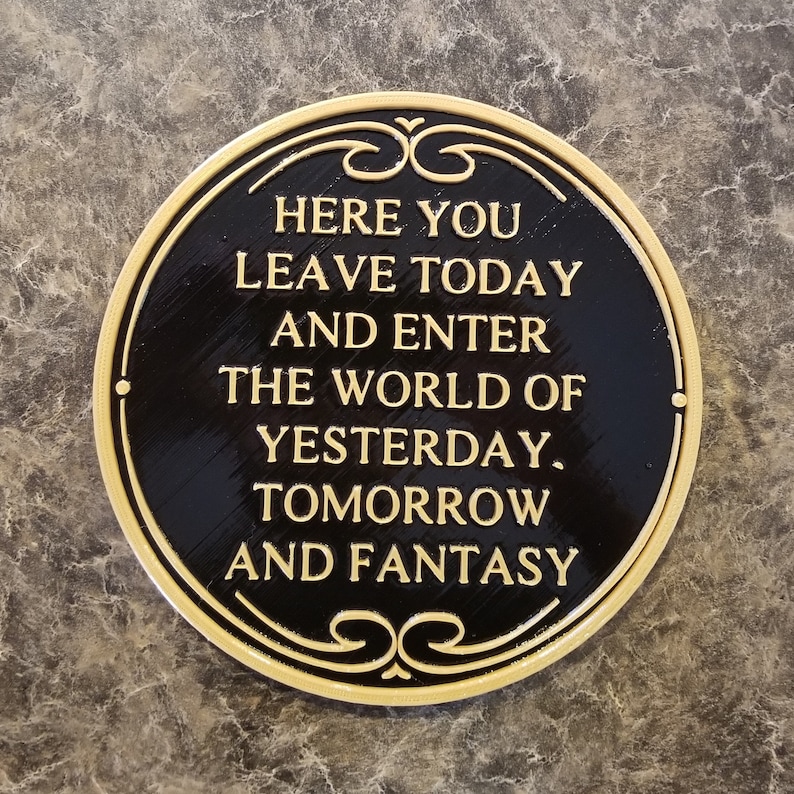 HERE YOU
LEAVE TODAY
AND ENTER
THE WORLD OF
YESTERDAY.
TOMORROW
AND FANTASY